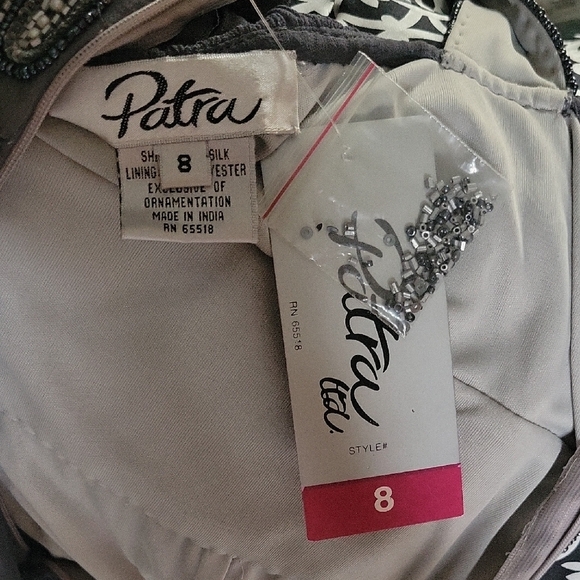 Patra
8
SILK
LINING
EXCLUSIVE OF
ORNAMENTATION
MADE IN INDIA
RN 65518
RN 65518
Patra
ltd.
STYLE#
8